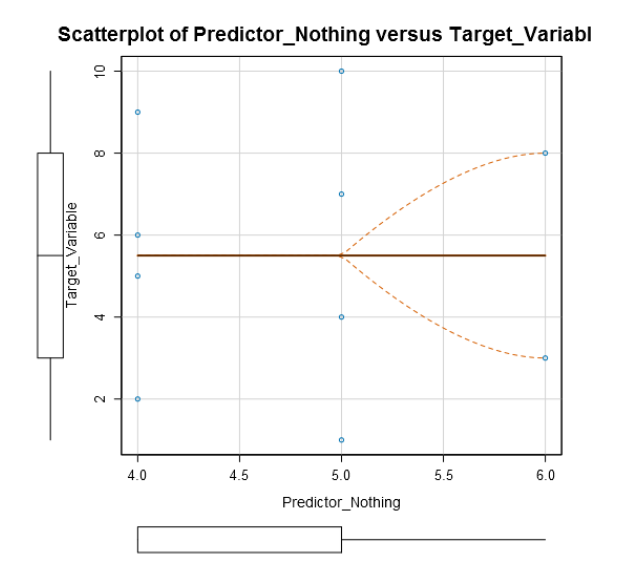 Scatterplot of Predictor_Nothing versus Target_Variabl
10
8
6
4
2
Target_Variable
4.0 4.5 5.0 5.5 6.0
Predictor_Nothing